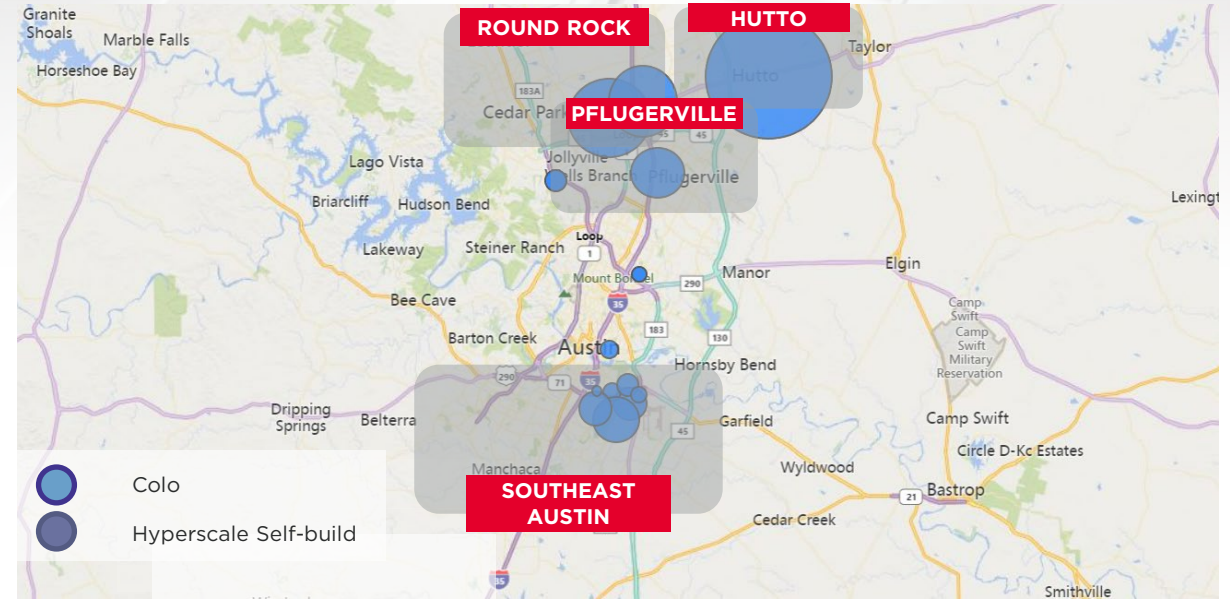 Granite
Shoals
Marble Falls
Horseshoe Bay
ROUND ROCK
HUTTO
Taylor
Hutto
183A
Cedar Park
PFLUGERVILLE
45
45
Jollyville
Wells Branch
Pflugerville
Lago Vista
Briarcliff
Hudson Bend
Lexingt
Lakeway
Steiner Ranch
Loop
1
Mount Bonnel
290
Manor
Elgin
35
Bee Cave
Camp
Swift
Camp
Swift
Military
Reservation
183
130
Barton Creek
Austin
Hornsby Bend
290
71
35
Dripping
Springs
Belterra
45
Garfield
Camp Swift
Circle D-Kc Estates
Manchaca
Wyldwood
21
Bastrop
Colo
Hyperscale Self-build
SOUTHEAST
AUSTIN
Cedar Creek
35
Smithville